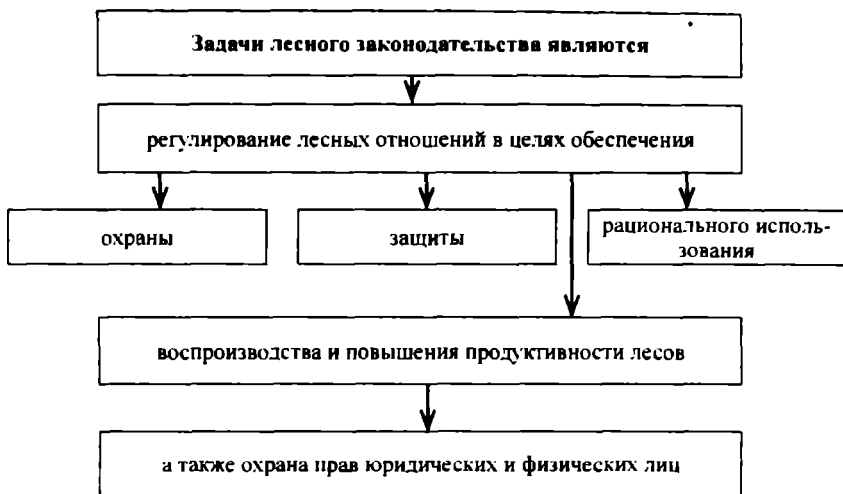 Задачи лесного законодательства являются
регулирование лесных отношений в целях обеспечения
охраны
защиты
рационального исполь-
зования
воспроизводства и повышения продуктивности лесов
а также охрана прав юридических и физических лиц